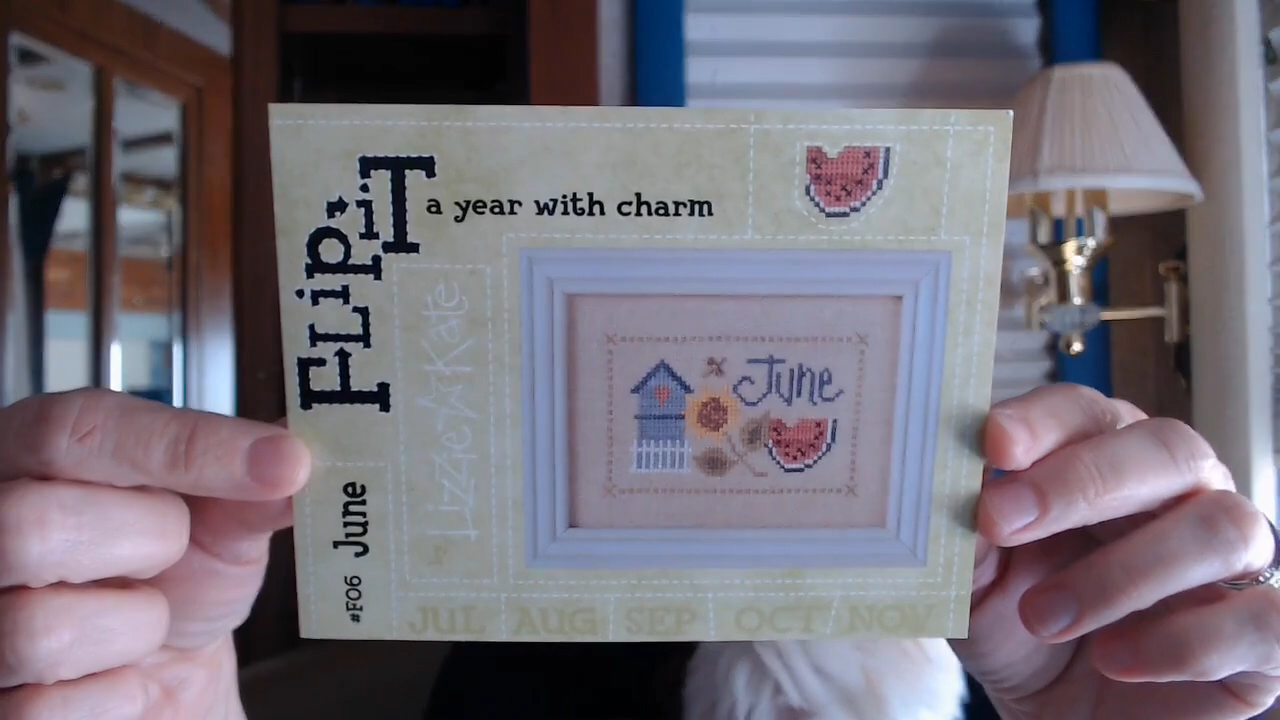 FLip iT
a year with charm
Lizzie*Kate
June
#F06 June
JUL AUG SEP OCT NOV